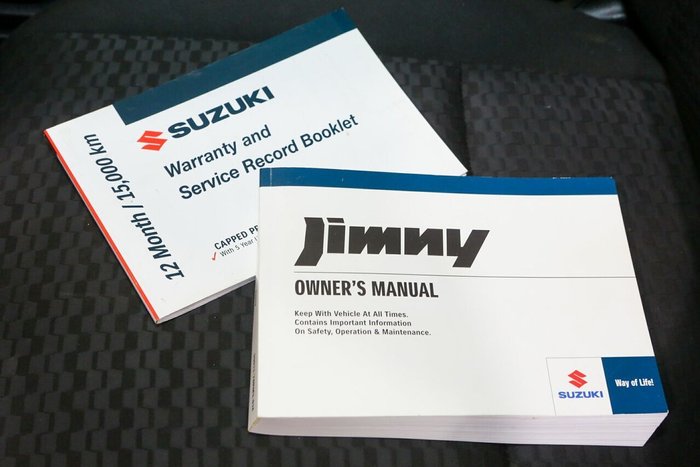 SUZUKI
Warranty and
Service Record Booklet
12 Month / 15,000 km
CAPPED
✓ With 5 Year
Jimny
OWNER'S MANUAL
Keep With Vehicle At All Times.
Contains Important Information
On Safety, Operation & Maintenance.
SUZUKI
Way of Life!